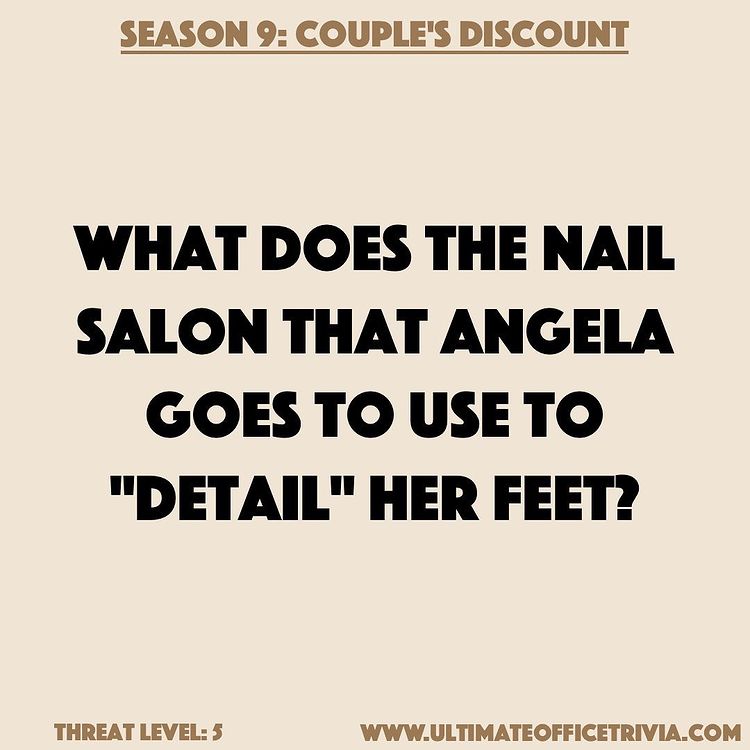 SEASON 9: COUPLE'S DISCOUNT
WHAT DOES THE NAIL
SALON THAT ANGELA
GOES TO USE TO
"DETAIL" HER FEET?
THREAT LEVEL: 5
WWW.ULTIMATEOFFICETRIVIA.COM